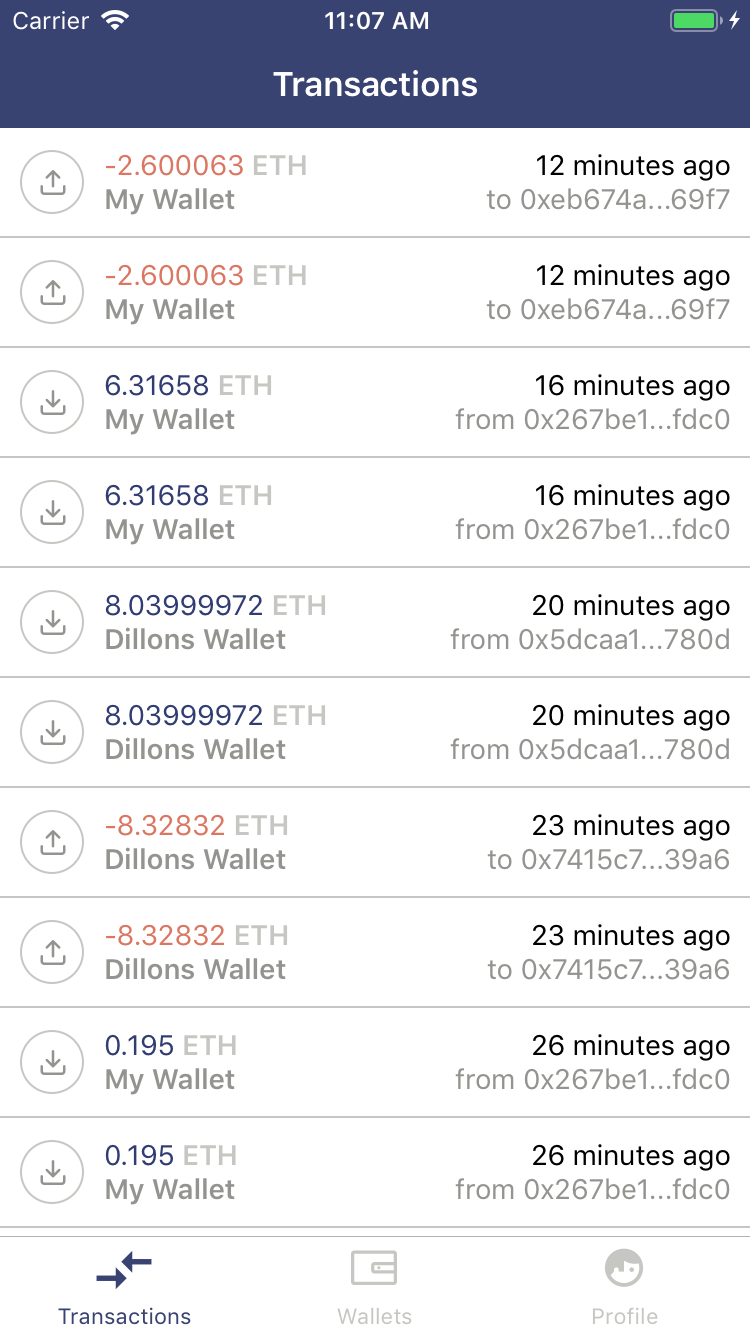 Carrier 11:07 AM
Transactions
-2.600063 ETH 12 minutes ago
My Wallet to 0xeb674a...69f7
-2.600063 ETH 12 minutes ago
My Wallet to 0xeb674a...69f7
6.31658 ETH 16 minutes ago
My Wallet from 0x267be1...fdc0
6.31658 ETH 16 minutes ago
My Wallet from 0x267be1...fdc0
8.03999972 ETH 20 minutes ago
Dillons Wallet from 0x5dcaa1...780d
8.03999972 ETH 20 minutes ago
Dillons Wallet from 0x5dcaa1...780d
-8.32832 ETH 23 minutes ago
Dillons Wallet to 0x7415c7...39a6
-8.32832 ETH 23 minutes ago
Dillons Wallet to 0x7415c7...39a6
0.195 ETH 26 minutes ago
My Wallet from 0x267be1...fdc0
0.195 ETH 26 minutes ago
My Wallet from 0x267be1...fdc0
Transactions Wallets Profile